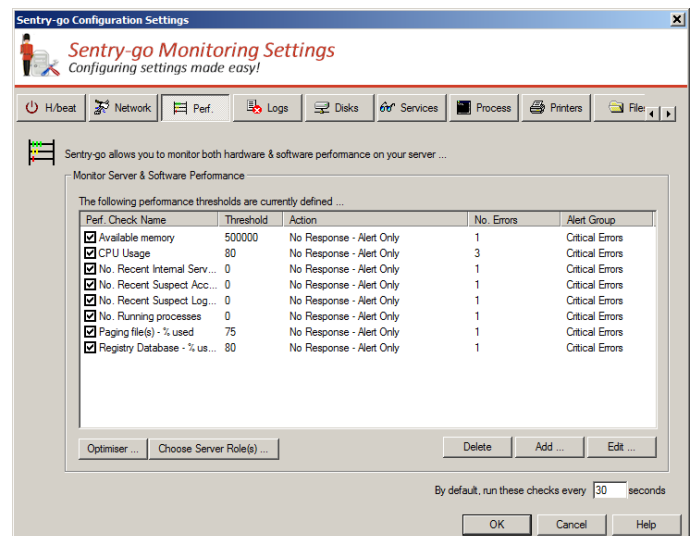 Sentry-go Configuration Settings
Sentry-go Monitoring Settings
Configuring settings made easy!
H/beat Network Perf. Logs Disks Services Process Printers File
Sentry-go allows you to monitor both hardware & software performance on your server ...
Monitor Server & Software Performance
The following performance thresholds are currently defined ...
Perf. Check Name Threshold Action No. Errors Alert Group
Available memory 500000 No Response - Alert Only 1 Critical Errors
CPU Usage 80 No Response - Alert Only 3 Critical Errors
No. Recent Internal Serv... 0 No Response - Alert Only 1 Critical Errors
No. Recent Suspect Acc... 0 No Response - Alert Only 1 Critical Errors
No. Recent Suspect Log... 0 No Response - Alert Only 1 Critical Errors
No. Running processes 0 No Response - Alert Only 1 Critical Errors
Paging file(s) - % used 75 No Response - Alert Only 1 Critical Errors
Registry Database - % us... 80 No Response - Alert Only 1 Critical Errors
Optimiser ... Choose Server Role(s) ... Delete Add ... Edit ...
By default, run these checks every 30 seconds
OK Cancel Help